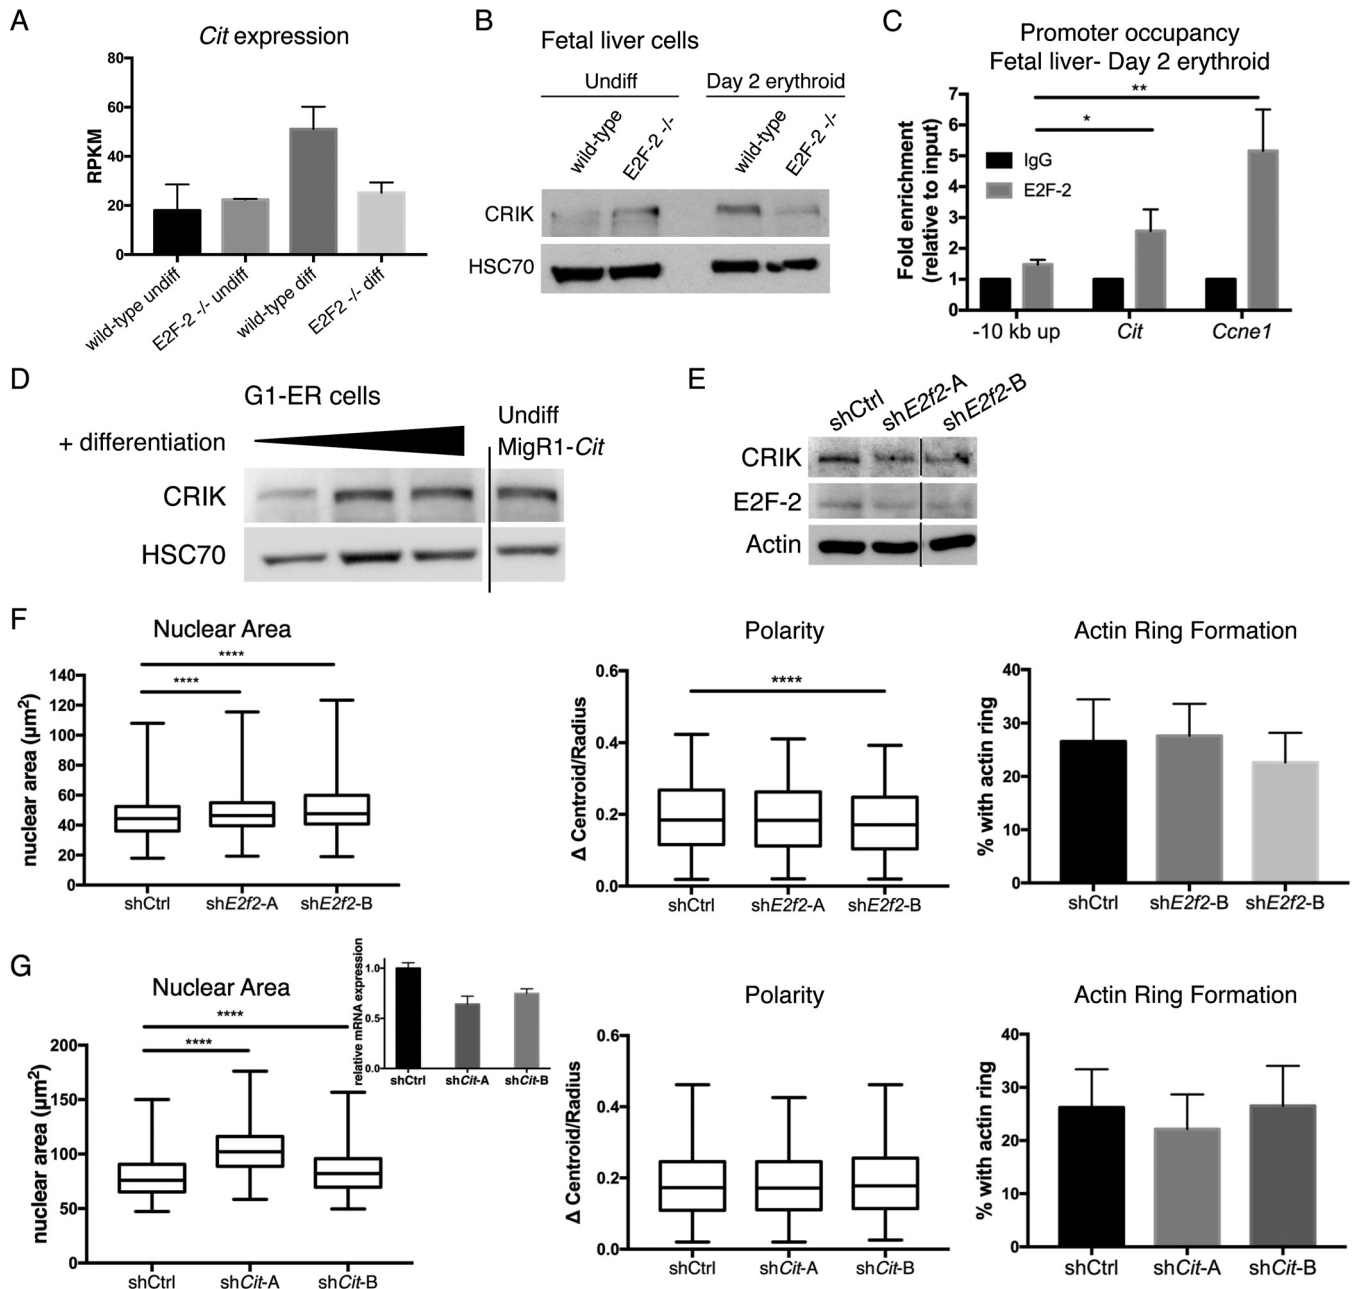 A
Cit expression
RPKM
80
60
40
20
0
wild-type undiff
E2F-2 -/- undiff
wild-type diff
E2F2 -/- diff
B
Fetal liver cells
Undiff
Day 2 erythroid
wild-type
E2F-2 -/-
wild-type
E2F-2 -/-
CRIK
HSC70
C
Promoter occupancy
Fetal liver- Day 2 erythroid
Fold enrichment
(relative to input)
7
6
5
4
3
2
1
0
**
*
IgG
E2F-2
-10 kb up
Cit
Ccne1
D
G1-ER cells
+ differentiation
Undiff
MigR1-Cit
CRIK
HSC70
E
shCtrl
shE2f2-A
shE2f2-B
CRIK
E2F-2
Actin
F
Nuclear Area
nuclear area (µm2)
140
120
100
80
60
40
20
0
****
****
shCtrl
shE2f2-A
shE2f2-B
Polarity
Δ Centroid/Radius
0.6
0.4
0.2
0.0
****
shCtrl
shE2f2-A
shE2f2-B
Actin Ring Formation
% with actin ring
40
30
20
10
0
shCtrl
shE2f2-B
shE2f2-B
G
Nuclear Area
nuclear area (µm2)
200
150
100
50
0
****
****
shCtrl
shCit-A
shCit-B
relative mRNA expression
1.0
0.5
0.0
shCtrl
shCit-A
shCit-B
Polarity
Δ Centroid/Radius
0.6
0.4
0.2
0.0
shCtrl
shCit-A
shCit-B
Actin Ring Formation
% with actin ring
40
30
20
10
0
shCtrl
shCit-A
shCit-B